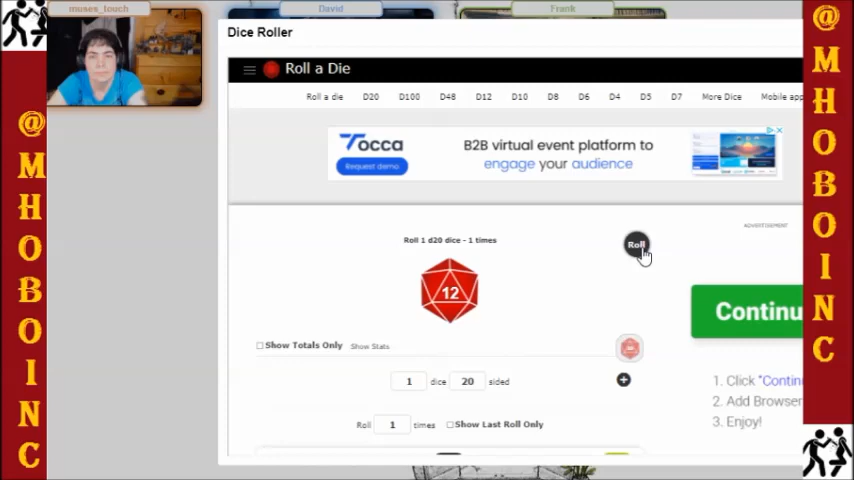 muses_touch
David
Frank
Dice Roller
Roll a Die
Roll a die D20 D100 D48 D12 D10 D8 D6 D4 D5 D7 More Dice Mobile app
Tocca
Request demo
B2B virtual event platform to
engage your audience
ADVERTISEMENT
Roll 1 d20 dice - 1 times
Roll
12
Continu
Show Totals Only Show Stats
1 dice 20 sided
1. Click "Contin
2. Add Browser
3. Enjoy!
Roll 1 times Show Last Roll Only
@MHOBOINC
@MHOBOINC